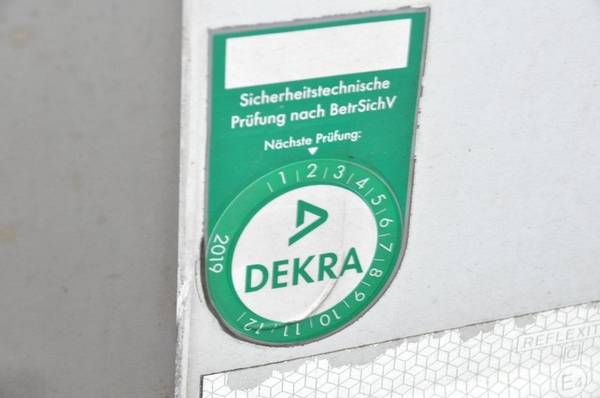 Sicherheitstechnische
Prüfung nach BetrSichV
Nächste Prüfung:
1 2 3 4 5 6 7 8 9 10 11 12
2019
DEKRA
REFLEXIT
E4